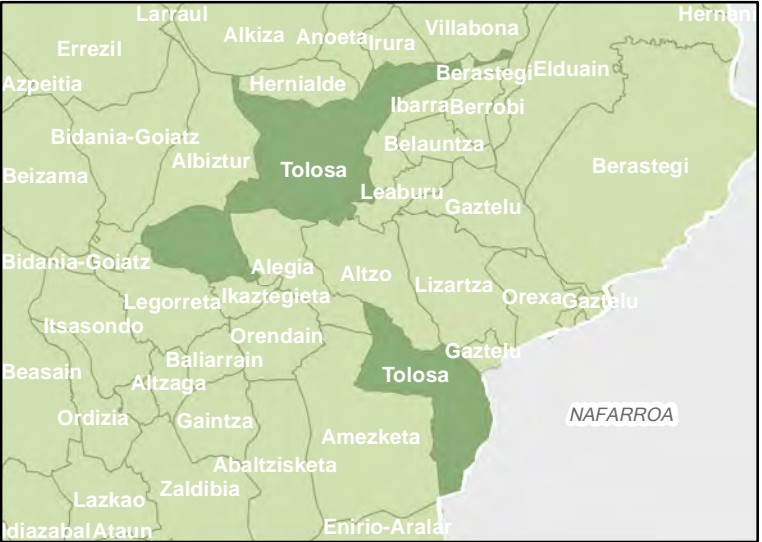 Larraul
Hernani
Villabona
Alkiza
Anoeta
Irura
Errezil
Berastegi
Elduain
Azpeitia
Hernialde
Ibarra
Berrobi
Bidania-Goiatz
Albiztur
Belauntza
Tolosa
Berastegi
Beizama
Leaburu
Gaztelu
Bidania-Goiatz
Alegia
Altzo
Lizartza
Legorreta
Ikaztegieta
Orexa
Gaztelu
Itsasondo
Orendain
Gaztelu
Baliarrain
Beasain
Altzaga
Tolosa
NAFARROA
Ordizia
Gaintza
Amezketa
Abaltzisketa
Zaldibia
Lazkao
Idiazabal
Ataun
Enirio-Aralar